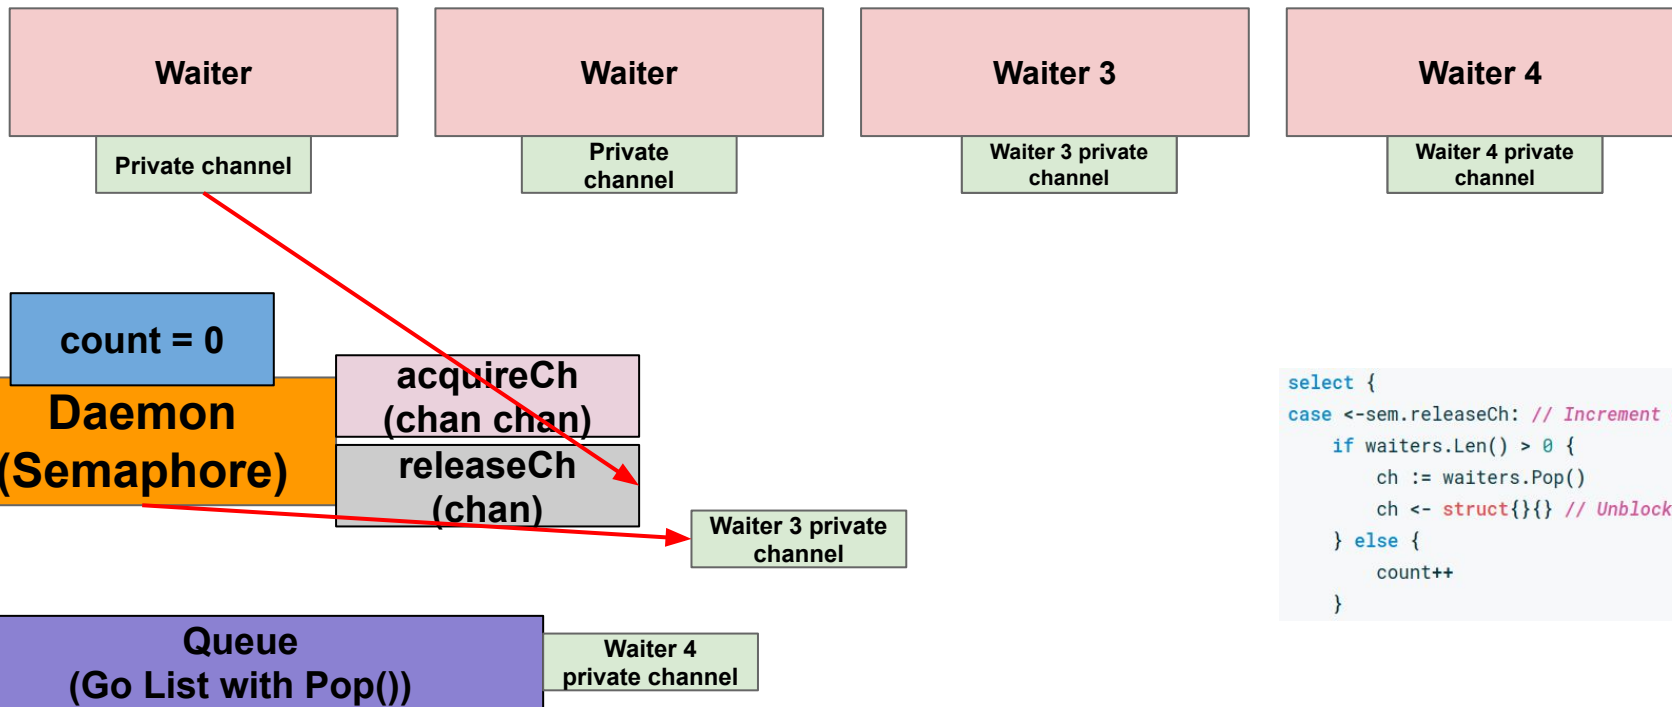 Waiter
Waiter
Waiter 3
Waiter 4
Private channel
Private
channel
Waiter 3 private
channel
Waiter 4 private
channel
count = 0
Daemon
(Semaphore)
acquireCh
(chan chan)
releaseCh
(chan)
Waiter 3 private
channel
Queue
(Go List with Pop())
Waiter 4
private channel
select {
case <-sem.releaseCh: // Increment
    if waiters.Len() > 0 {
        ch := waiters.Pop()
        ch <- struct{}{} // Unblock
    } else {
        count++
    }